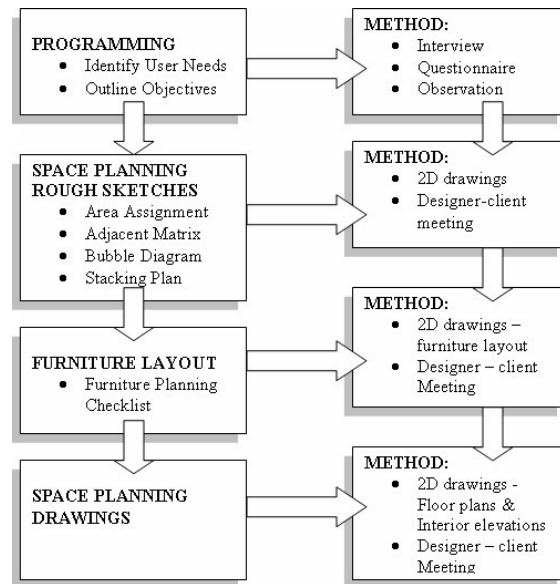 PROGRAMMING
• Identify User Needs
• Outline Objectives
METHOD:
• Interview
• Questionnaire
• Observation
SPACE PLANNING
ROUGH SKETCHES
• Area Assignment
• Adjacent Matrix
• Bubble Diagram
• Stacking Plan
METHOD:
• 2D drawings
• Designer-client
meeting
FURNITURE LAYOUT
• Furniture Planning
Checklist
METHOD:
• 2D drawings –
furniture layout
• Designer – client
Meeting
SPACE PLANNING
DRAWINGS
METHOD:
• 2D drawings -
Floor plans &
Interior elevations
• Designer – client
Meeting